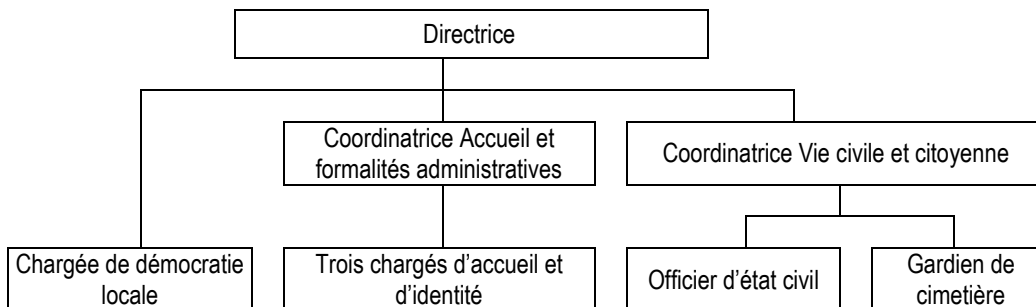 Directrice
Coordinatrice Accueil et
formalités administratives
Coordinatrice Vie civile et citoyenne
Chargée de démocratie
locale
Trois chargés d’accueil et
d’identité
Officier d’état civil
Gardien de
cimetière